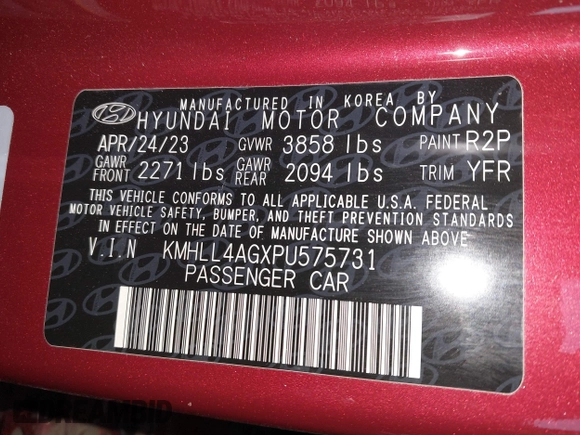 MANUFACTURED IN KOREA BY
HYUNDAI MOTOR COMPANY
APR/24/23 GVWR 3858 lbs PAINT R2P
GAWR FRONT 2271 lbs GAWR REAR 2094 lbs TRIM YFR
THIS VEHICLE CONFORMS TO ALL APPLICABLE U.S.A. FEDERAL
MOTOR VEHICLE SAFETY, BUMPER, AND THEFT PREVENTION STANDARDS
IN EFFECT ON THE DATE OF MANUFACTURE SHOWN ABOVE
V.I.N KMHLL4AGXPU575731
PASSENGER CAR